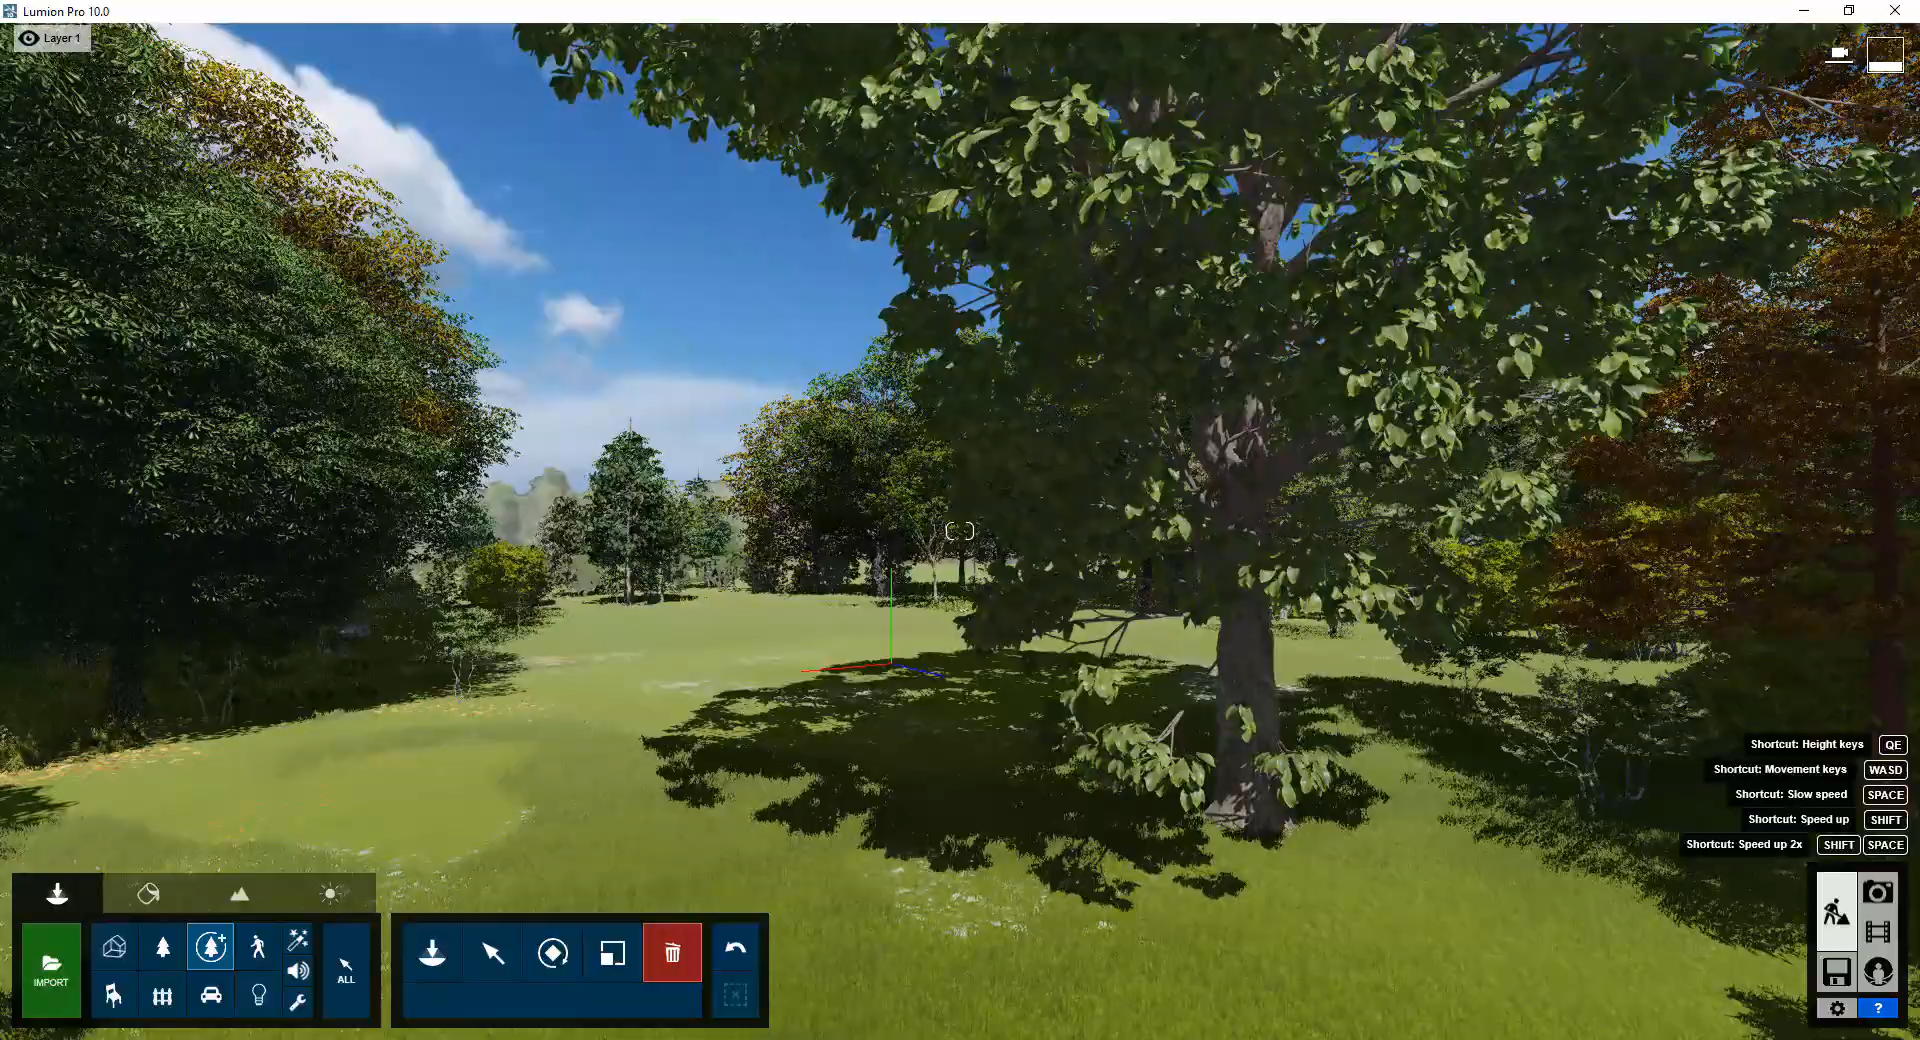 Lumion Pro 10.0
Layer 1
Shortcut: Height keys QE
Shortcut: Movement keys WASD
Shortcut: Slow speed SPACE
Shortcut: Speed up SHIFT
Shortcut: Speed up 2x SHIFT SPACE
IMPORT
ALL
?